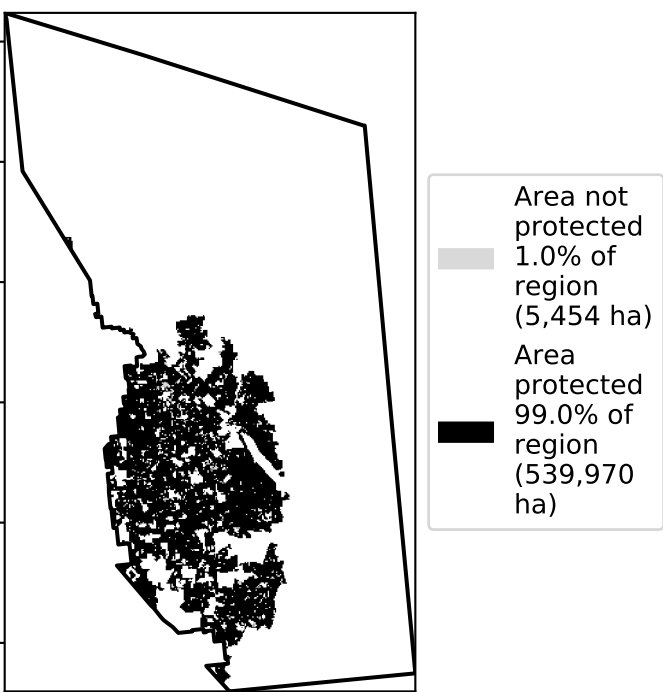 Area not
protected
1.0% of
region
(5,454 ha)
Area
protected
99.0% of
region
(539,970
ha)